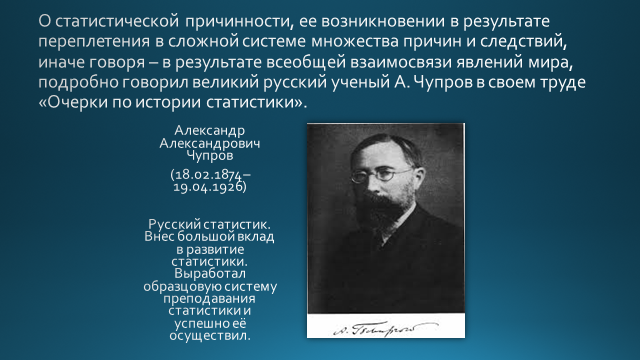 О статистической причинности, ее возникновении в результате
переплетения в сложной системе множества причин и следствий,
иначе говоря – в результате всеобщей взаимосвязи явлений мира,
подробно говорил великий русский ученый А. Чупров в своем труде
«Очерки по истории статистики».
Александр
Александрович
Чупров
(18.02.1874–
19.04.1926)
Русский статистик.
Внес большой вклад
в развитие
статистики.
Выработал
образцовую систему
преподавания
статистики и
успешно её
осуществил.